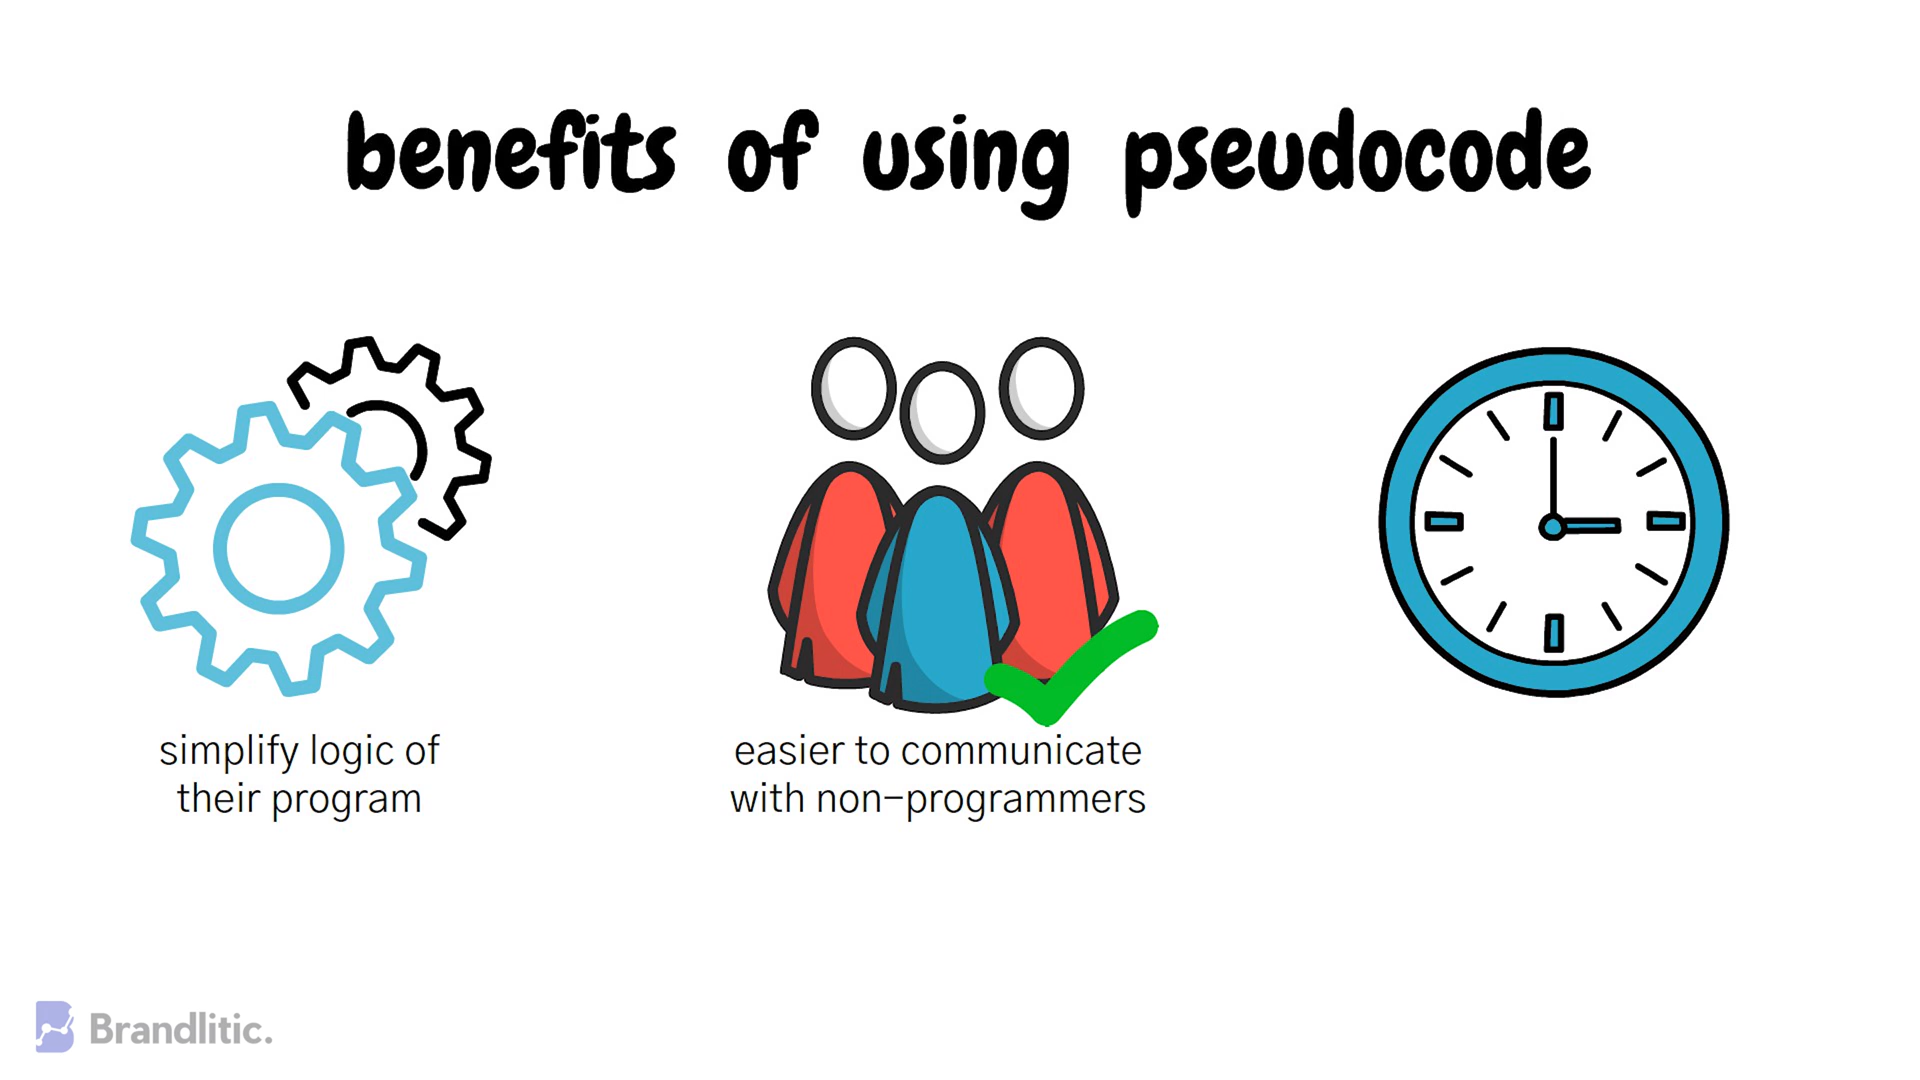 benefits of using pseudocode
simplify logic of
their program
easier to communicate
with non-programmers
Brandlitic.